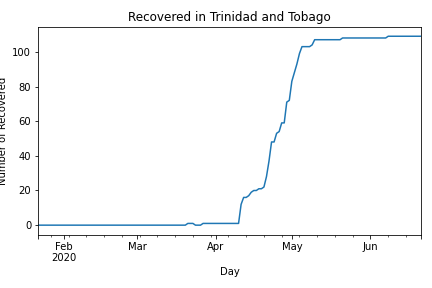 Recovered in Trinidad and Tobago
Number of Recovered
100
80
60
40
20
0
Feb
2020
Mar
Apr
May
Jun
Day